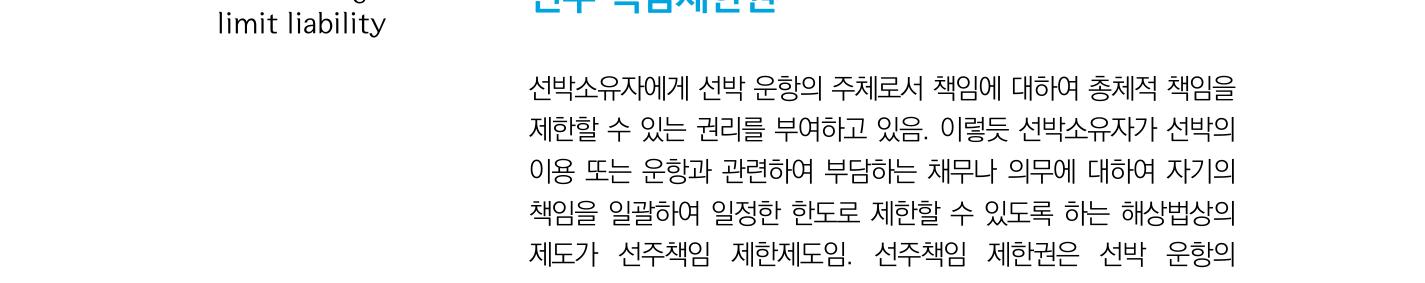 limit liability
선주 책임제한권
선박소유자에게 선박 운항의 주체로서 책임에 대하여 총체적 책임을
제한할 수 있는 권리를 부여하고 있음. 이렇듯 선박소유자가 선박의
이용 또는 운항과 관련하여 부담하는 채무나 의무에 대하여 자기의
책임을 일괄하여 일정한 한도로 제한할 수 있도록 하는 해상법상의
제도가 선주책임 제한제도임. 선주책임 제한권은 선박 운항의